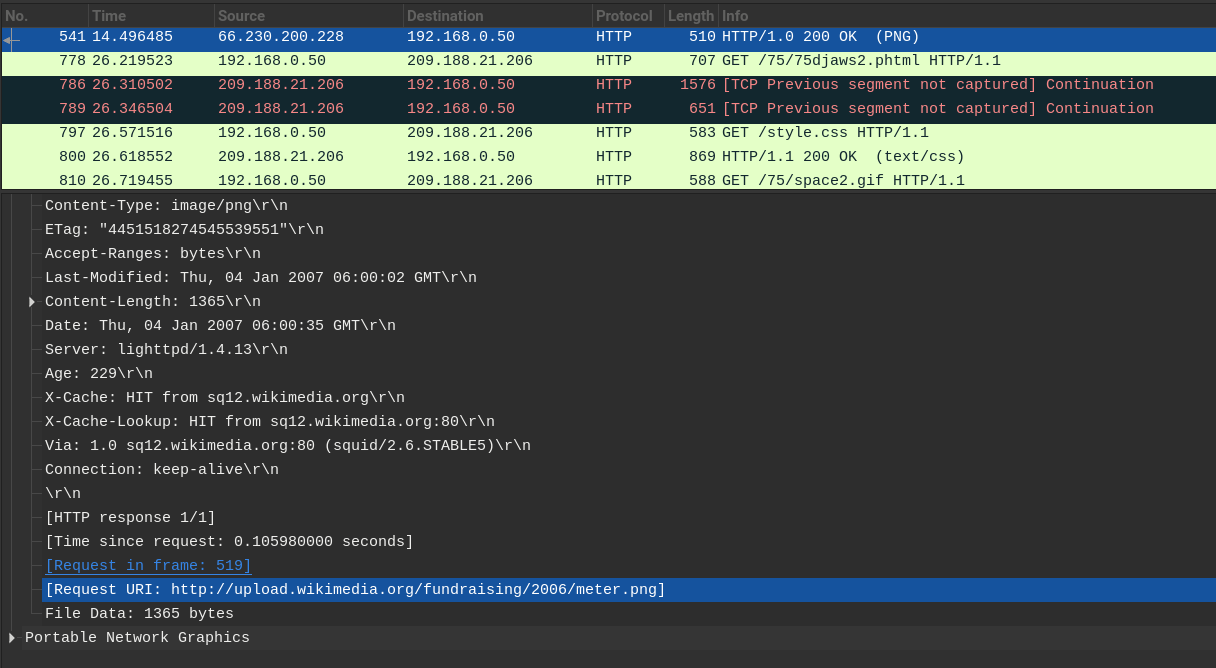 No. Time Source Destination Protocol Length Info
541 14.496485 66.230.200.228 192.168.0.50 HTTP 510 HTTP/1.0 200 OK  (PNG)
778 26.219523 192.168.0.50 209.188.21.206 HTTP 707 GET /75/75djaws2.phtml HTTP/1.1
786 26.310502 209.188.21.206 192.168.0.50 HTTP 1576 [TCP Previous segment not captured] Continuation
789 26.346504 209.188.21.206 192.168.0.50 HTTP 651 [TCP Previous segment not captured] Continuation
797 26.571516 192.168.0.50 209.188.21.206 HTTP 583 GET /style.css HTTP/1.1
800 26.618552 209.188.21.206 192.168.0.50 HTTP 869 HTTP/1.1 200 OK  (text/css)
810 26.719455 192.168.0.50 209.188.21.206 HTTP 588 GET /75/space2.gif HTTP/1.1
Content-Type: image/png\r\n
ETag: "4451518274545539551"\r\n
Accept-Ranges: bytes\r\n
Last-Modified: Thu, 04 Jan 2007 06:00:02 GMT\r\n
Content-Length: 1365\r\n
Date: Thu, 04 Jan 2007 06:00:35 GMT\r\n
Server: lighttpd/1.4.13\r\n
Age: 229\r\n
X-Cache: HIT from sq12.wikimedia.org\r\n
X-Cache-Lookup: HIT from sq12.wikimedia.org:80\r\n
Via: 1.0 sq12.wikimedia.org:80 (squid/2.6.STABLE5)\r\n
Connection: keep-alive\r\n
\r\n
[HTTP response 1/1]
[Time since request: 0.105980000 seconds]
[Request in frame: 519]
[Request URI: http://upload.wikimedia.org/fundraising/2006/meter.png]
File Data: 1365 bytes
Portable Network Graphics